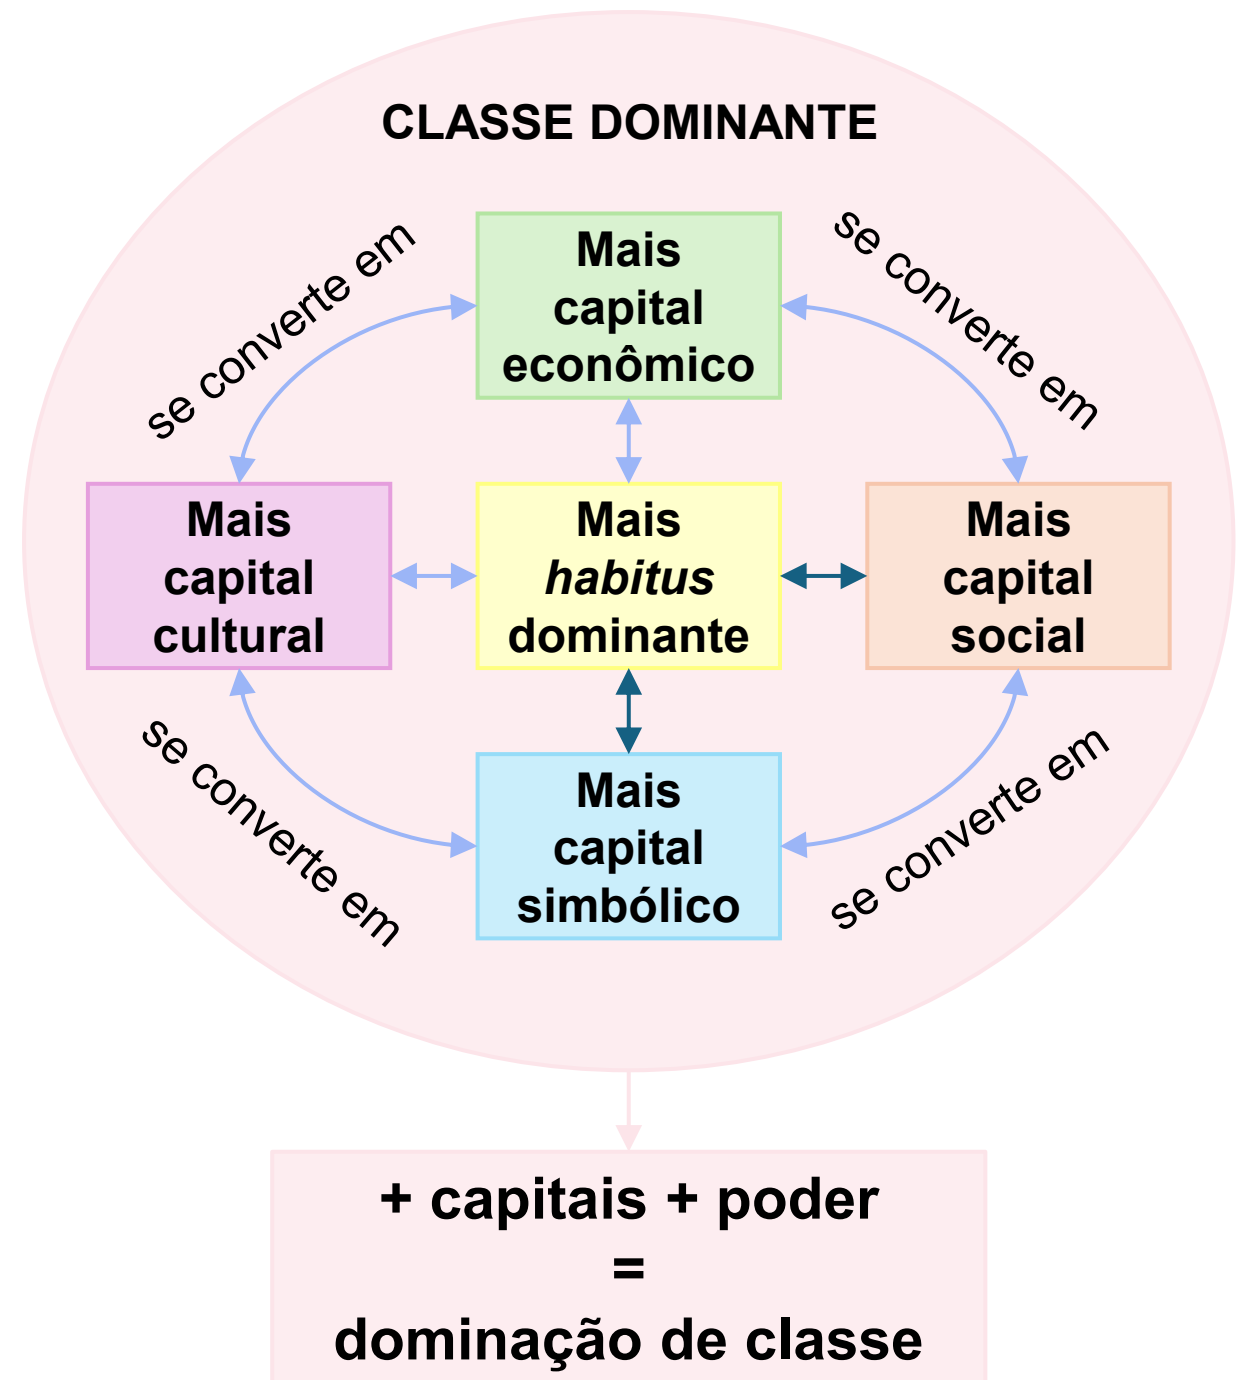 CLASSE DOMINANTE
se converte em
se converte em
Mais
capital
econômico
Mais
capital
cultural
Mais
habitus
dominante
Mais
capital
social
se converte em
se converte em
Mais
capital
simbólico
+ capitais + poder
=
dominação de classe